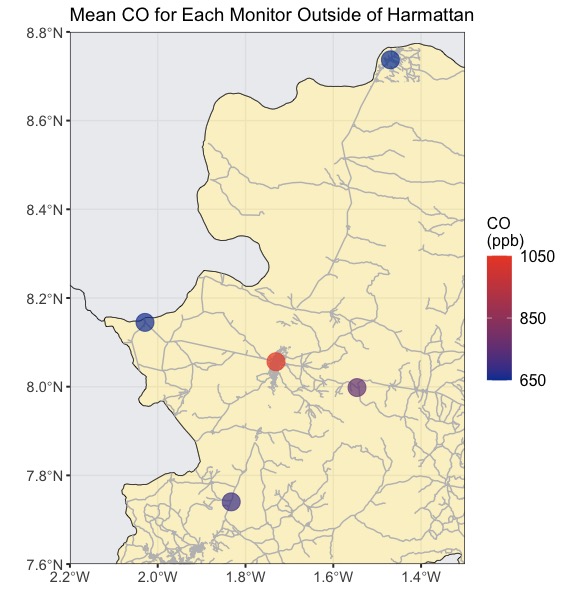 Mean CO for Each Monitor Outside of Harmattan
8.8°N
8.6°N
8.4°N
8.2°N
8.0°N
7.8°N
7.6°N
2.2°W 2.0°W 1.8°W 1.6°W 1.4°W
CO
(ppb)
1050
850
650